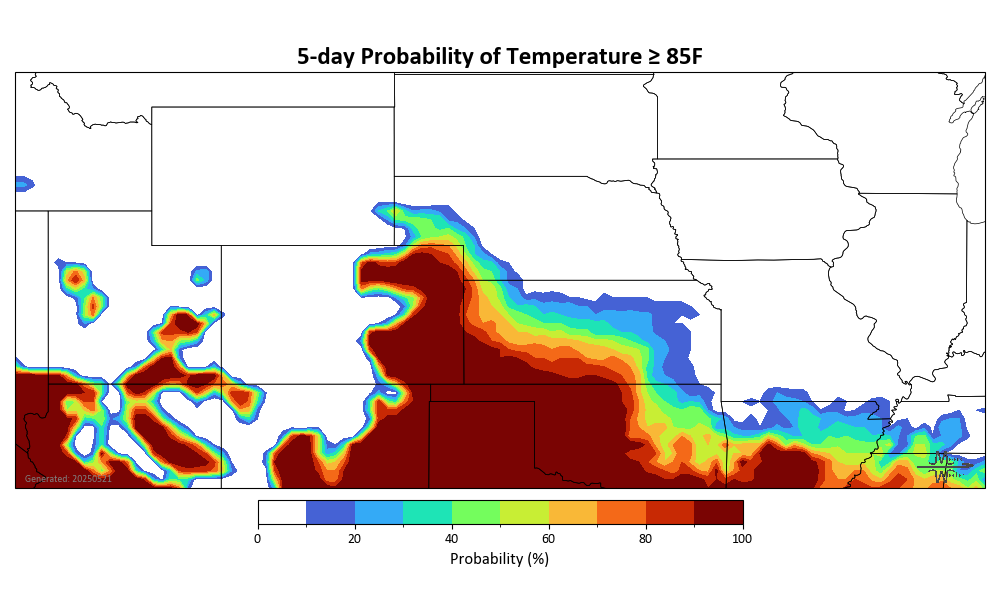 5-day Probability of Temperature ≥ 85F
Generated: 20250521
0 20 40 60 80 100
Probability (%)